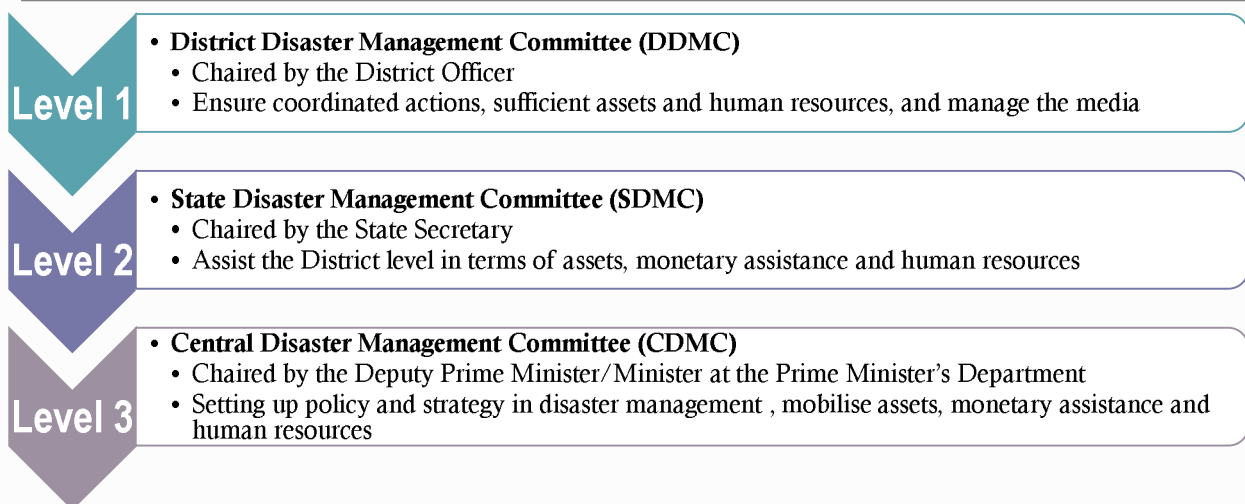 Level 1
• District Disaster Management Committee (DDMC)
• Chaired by the District Officer
• Ensure coordinated actions, sufficient assets and human resources, and manage the media
Level 2
• State Disaster Management Committee (SDMC)
• Chaired by the State Secretary
• Assist the District level in terms of assets, monetary assistance and human resources
Level 3
• Central Disaster Management Committee (CDMC)
• Chaired by the Deputy Prime Minister/Minister at the Prime Minister's Department
• Setting up policy and strategy in disaster management , mobilise assets, monetary assistance and
human resources